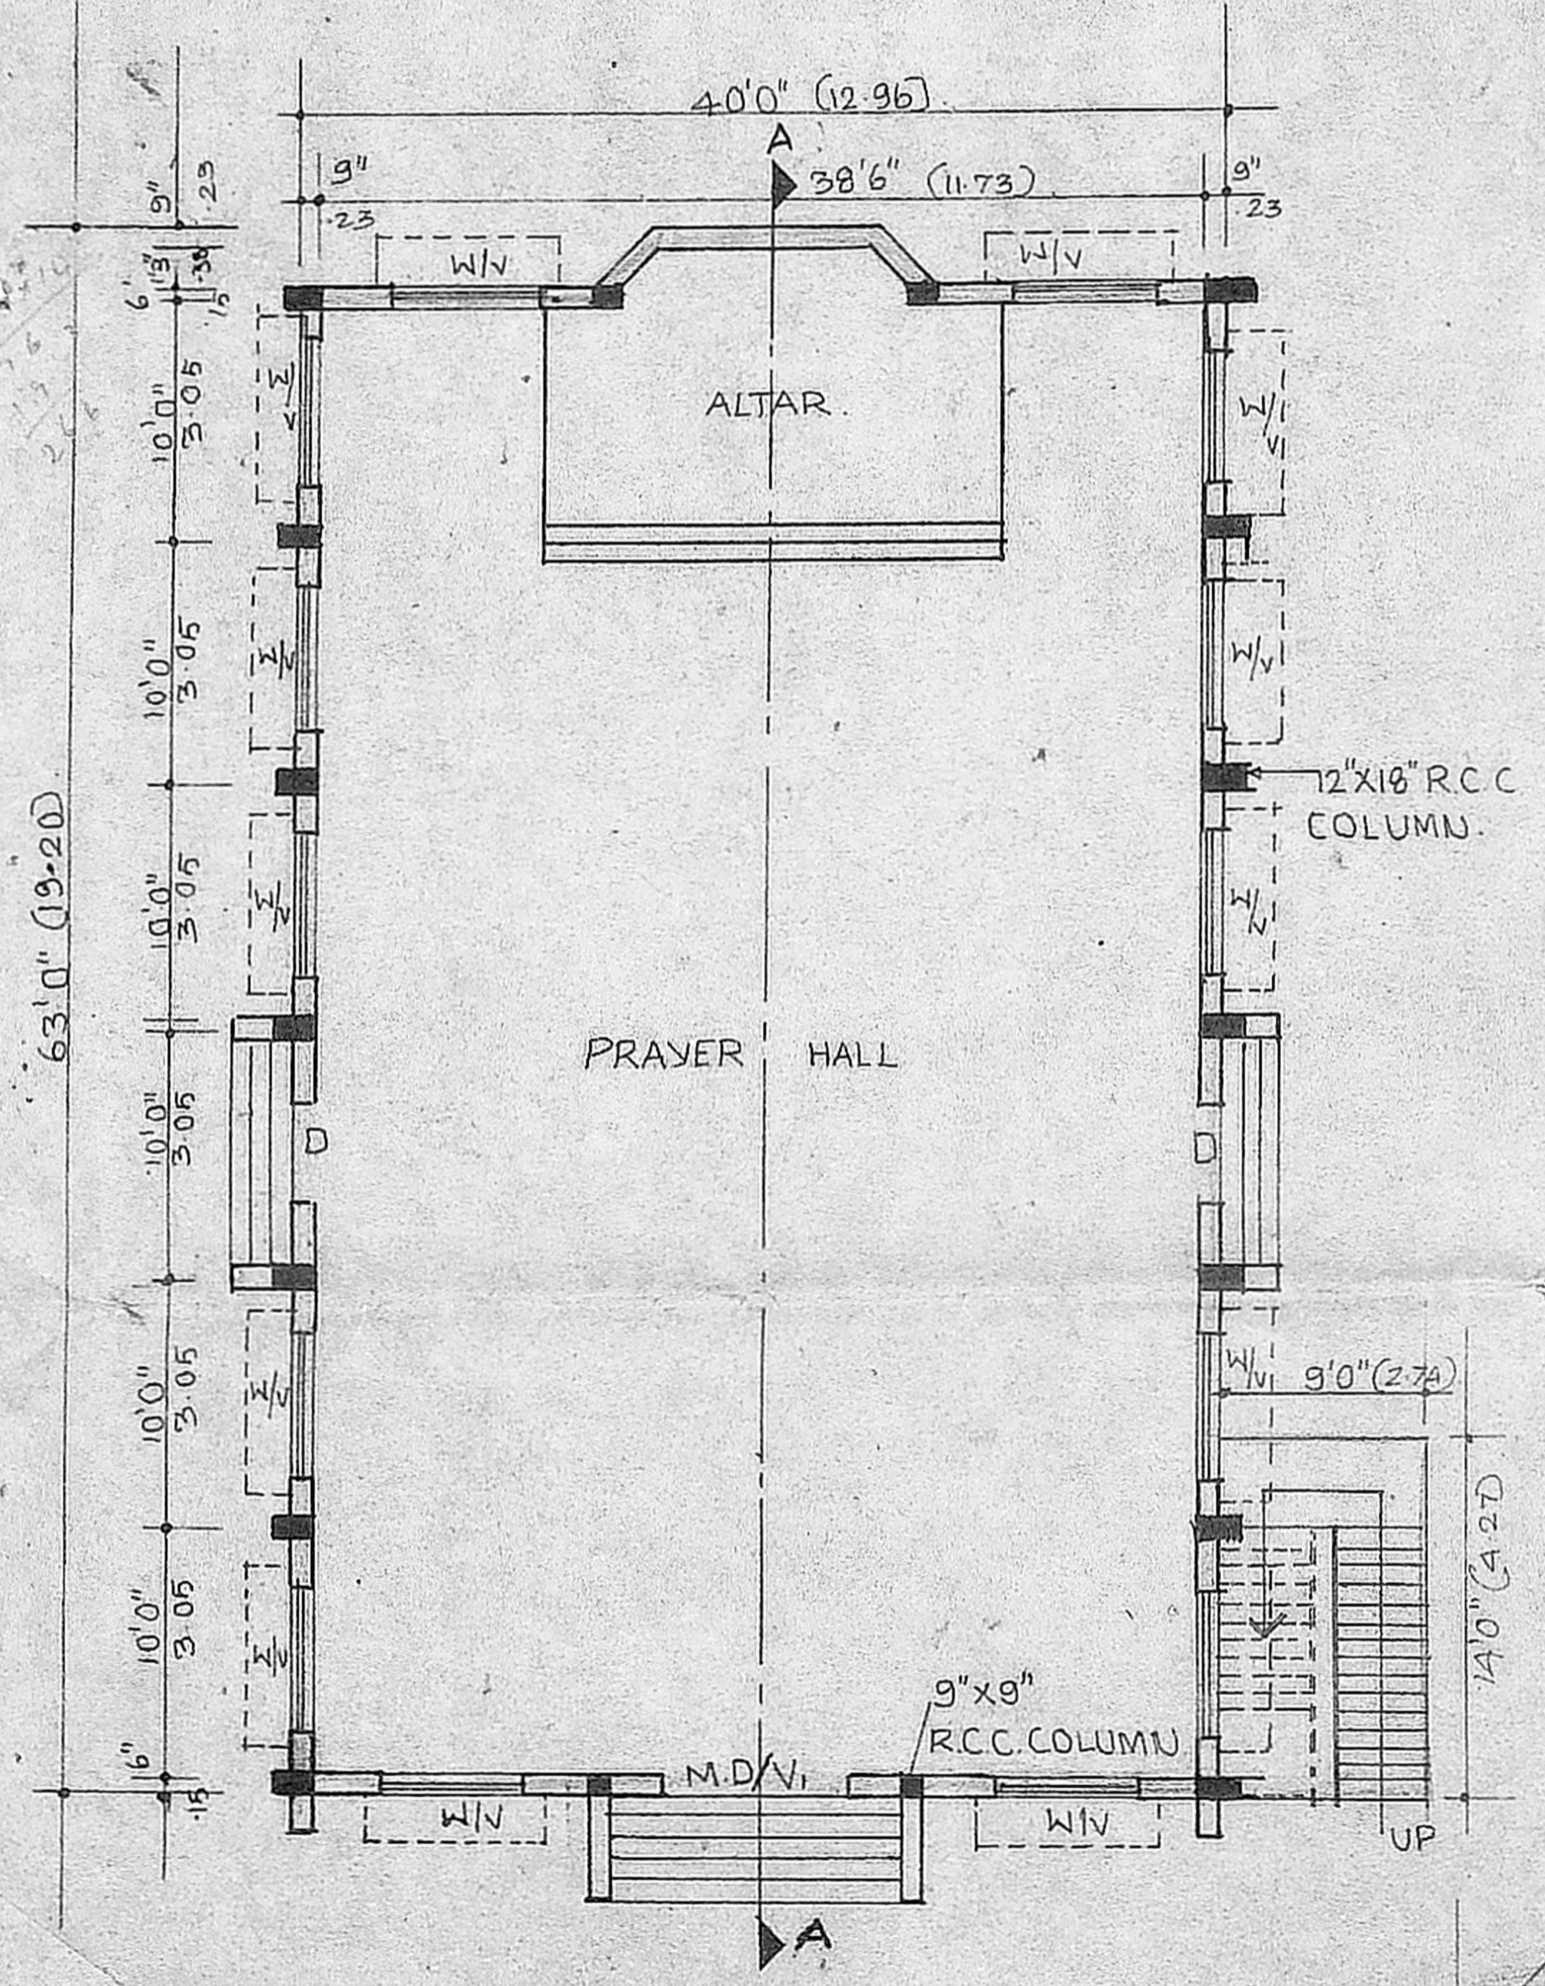 40'0" (12.96)
A
9"
38'6" (11.73)
9"
.23
.23
9"
.23
1'3"
.38
6"
.15
W/V
W/V
10'0"
3.05
W/V
ALTAR.
W/V
10'0"
3.05
W/V
W/V
12"X18" R.C.C
COLUMN.
63'0" (19.20)
10'0"
3.05
W/V
W/V
PRAYER HALL
10'0"
3.05
D
D
10'0"
3.05
W/V
W/V
9'0" (2.74)
14'0" (4.27)
10'0"
3.05
W/V
9"X9"
R.C.C. COLUMN
6"
.15
M.D/V.
W/V
W/V
UP
A